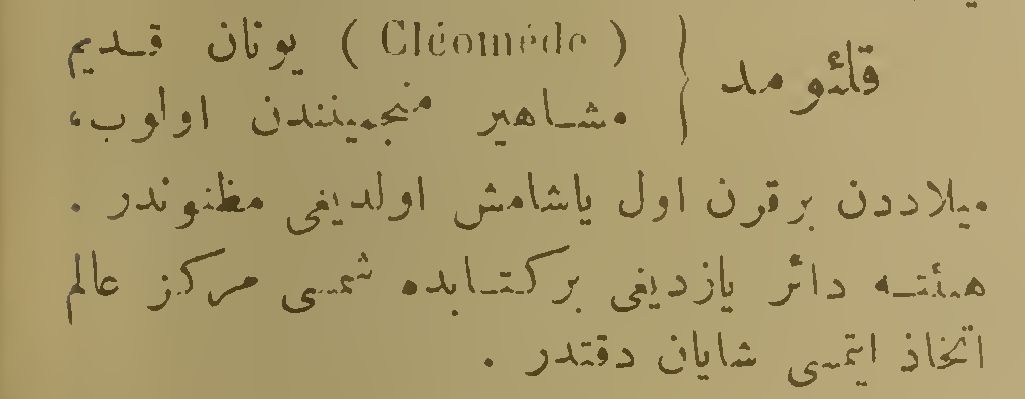 قلئومد { ( Cléomède ) یونان قدیم
مشاهیر منجمیندن اولوب،
میلاددن برقرن اول یاشامش اولدیغی مظنوندر .
هیئته دائر یازدیغی برکتابده شمسی مرکز عالم
اتخاذ ایتمسی شایان دقتدر .